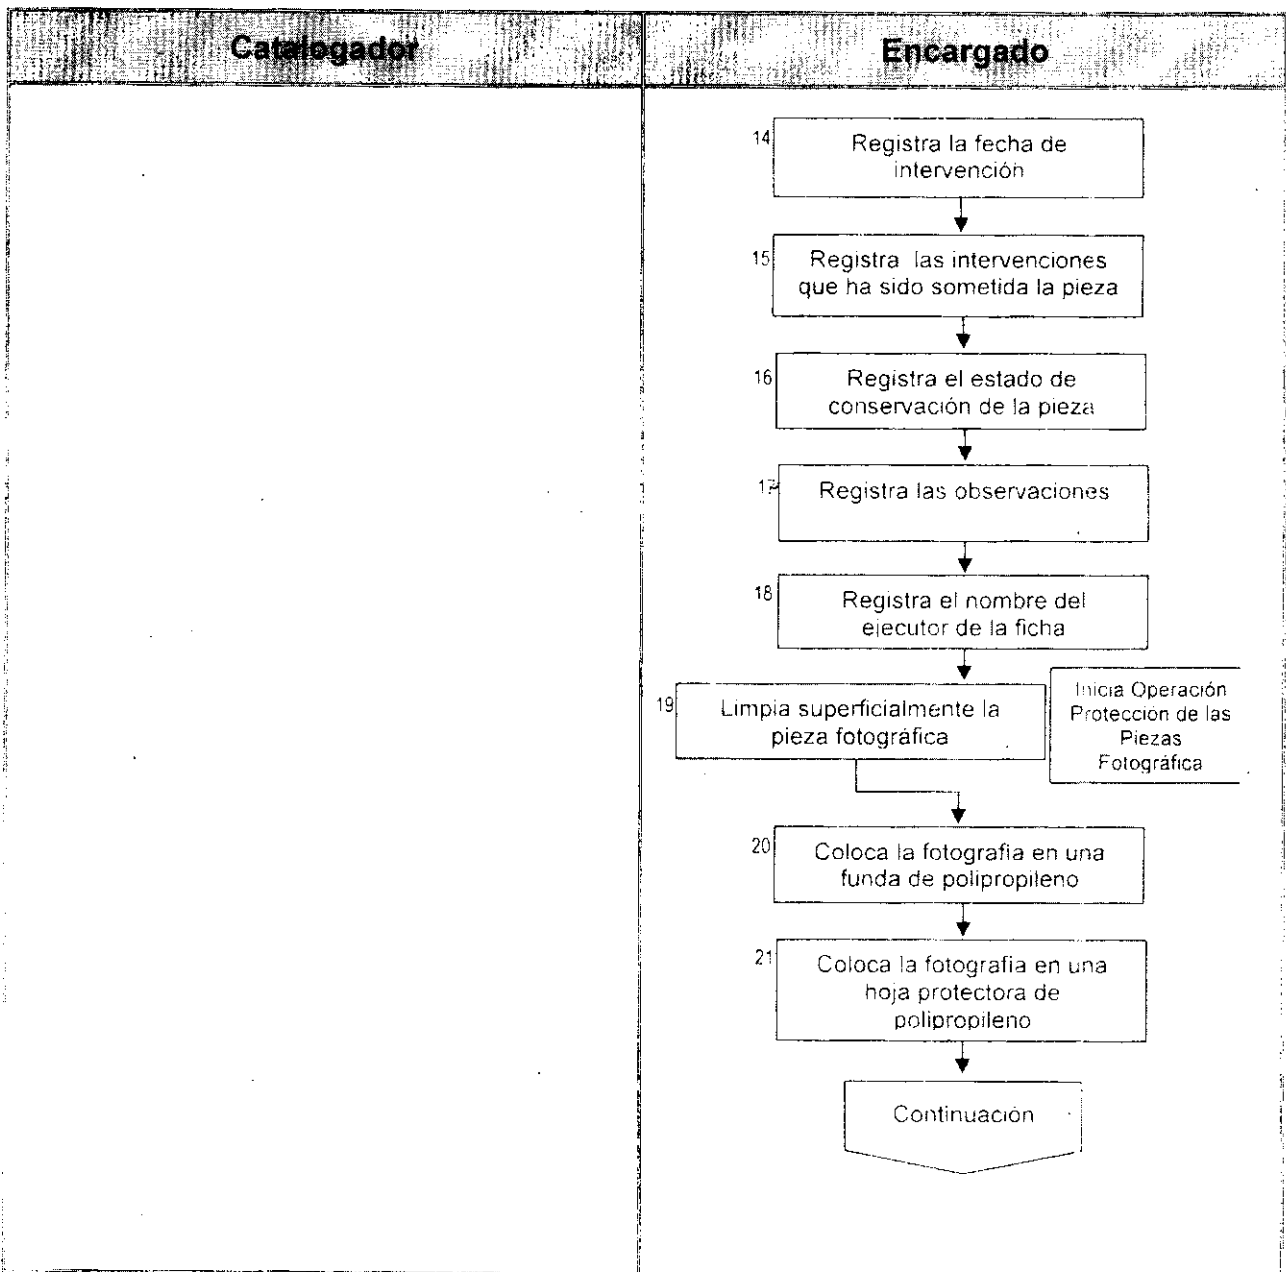 Catalogador
Encargado
14
Registra la fecha de
intervención
15
Registra las intervenciones
que ha sido sometida la pieza
16
Registra el estado de
conservación de la pieza
17
Registra las observaciones
18
Registra el nombre del
ejecutor de la ficha
19
Limpia superficialmente la
pieza fotográfica
Inicia Operación
Protección de las
Piezas
Fotográfica
20
Coloca la fotografia en una
funda de polipropileno
21
Coloca la fotografia en una
hoja protectora de
polipropileno
Continuación